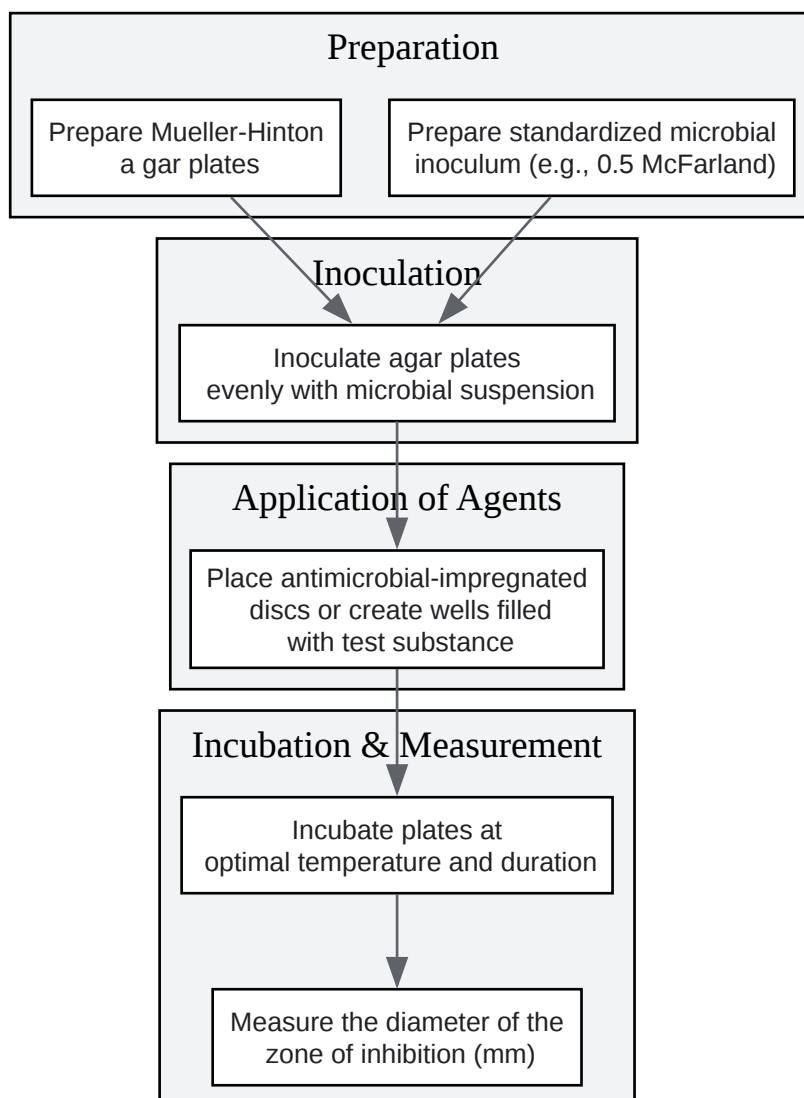 Preparation
Prepare Mueller-Hinton
a gar plates
Prepare standardized microbial
inoculum (e.g., 0.5 McFarland)
Inoculation
Inoculate agar plates
evenly with microbial suspension
Application of Agents
Place antimicrobial-impregnated
discs or create wells filled
with test substance
Incubation & Measurement
Incubate plates at
optimal temperature and duration
Measure the diameter of the
zone of inhibition (mm)